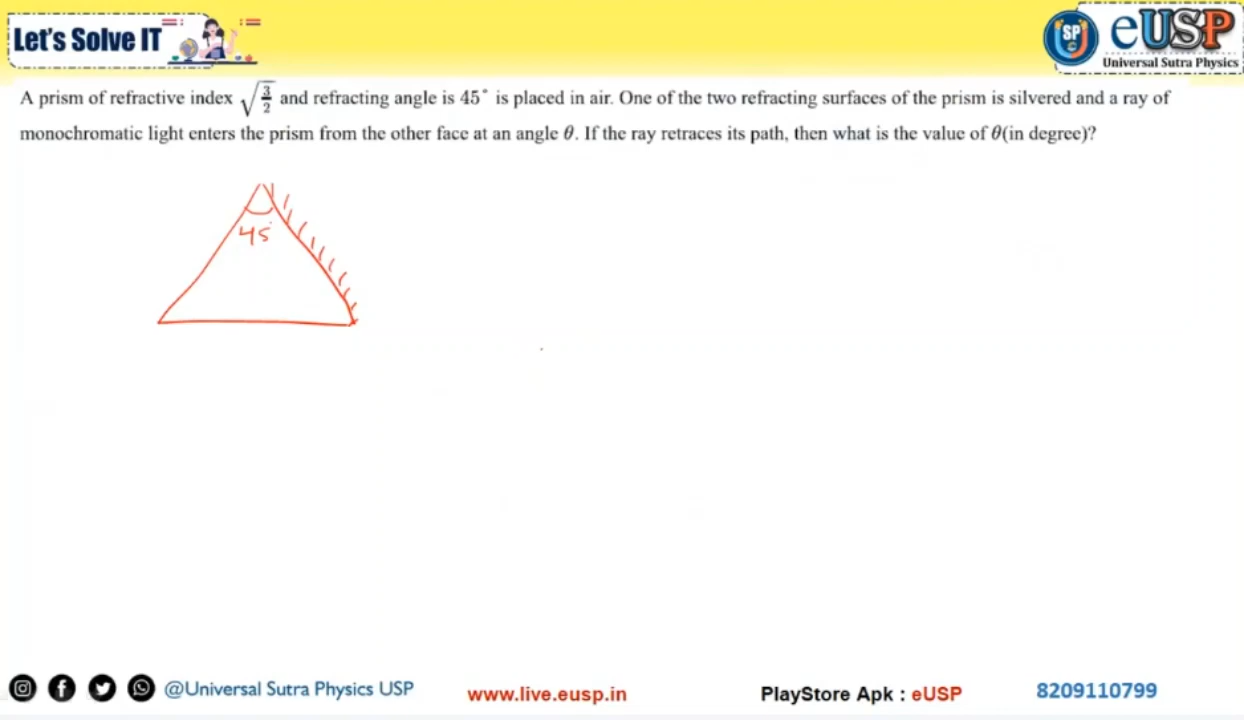 Let's Solve IT
SP
eUSP
Universal Sutra Physics
A prism of refractive index √(3/2) and refracting angle is 45° is placed in air. One of the two refracting surfaces of the prism is silvered and a ray of
monochromatic light enters the prism from the other face at an angle θ. If the ray retraces its path, then what is the value of θ(in degree)?
45°
@Universal Sutra Physics USP
www.live.eusp.in
PlayStore Apk : eUSP
8209110799